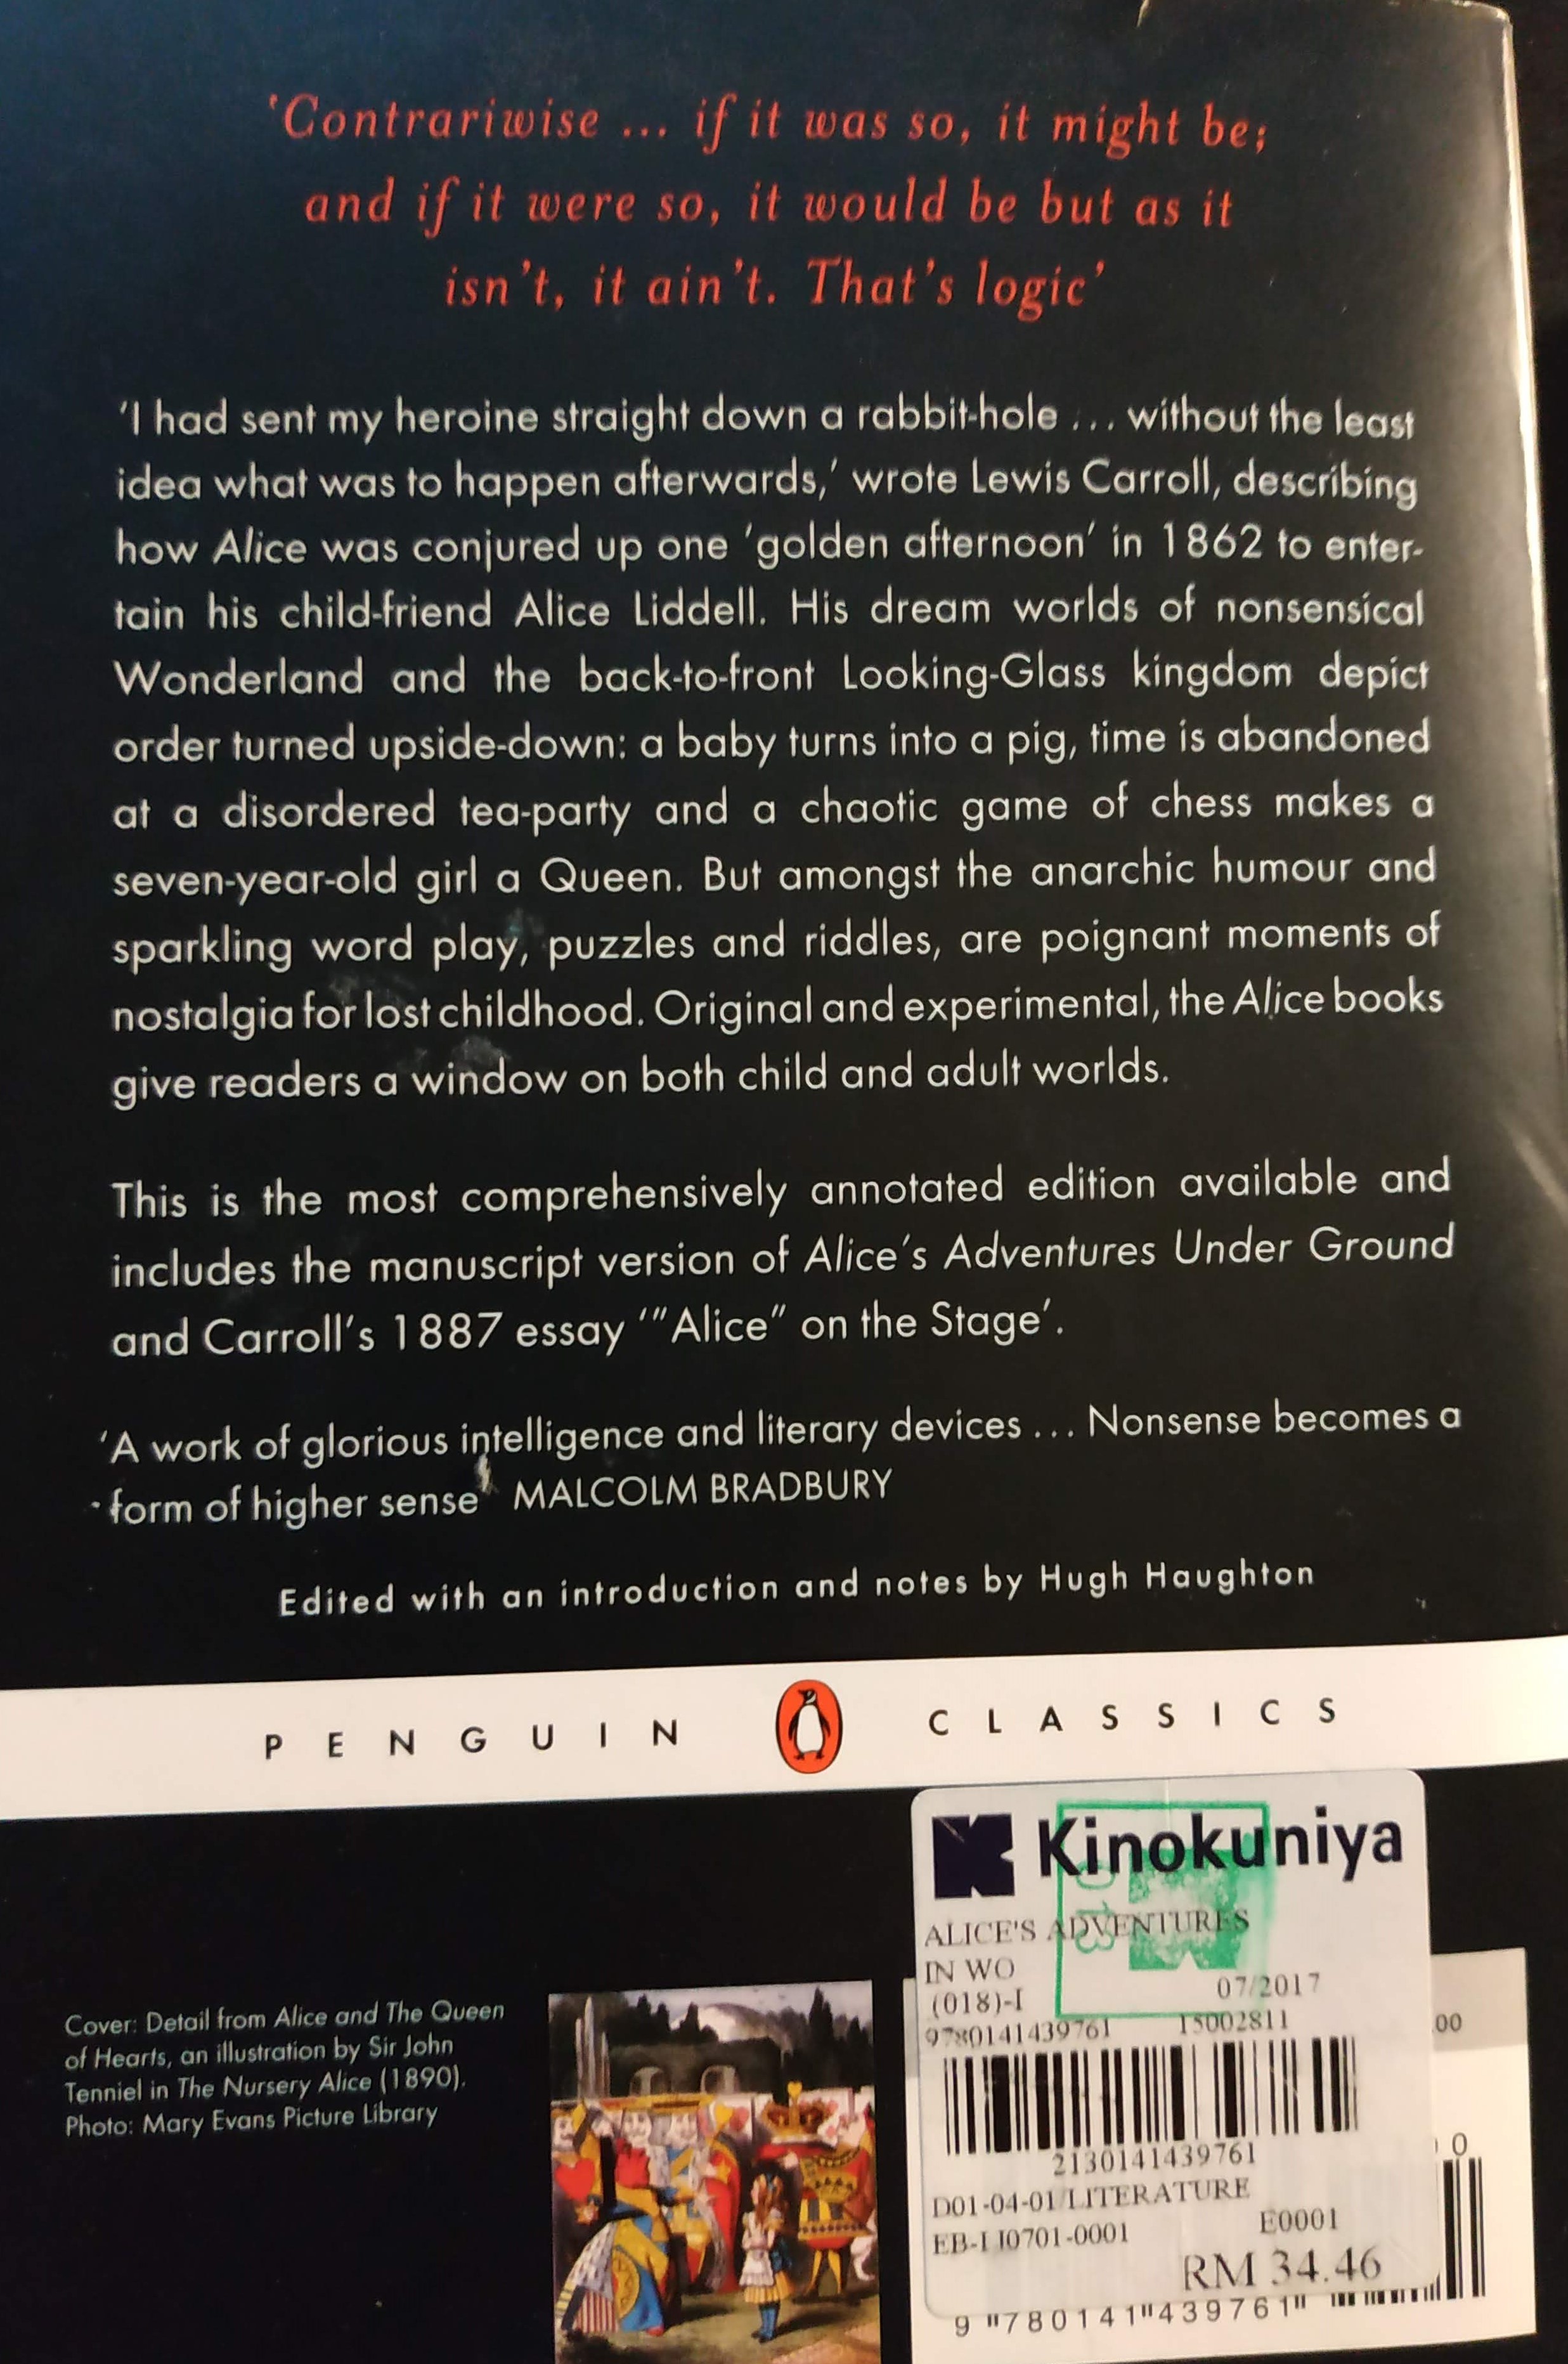 'Contrariwise ... if it was so, it might be;
and if it were so, it would be but as it
isn't, it ain't. That's logic'
'I had sent my heroine straight down a rabbit-hole ... without the least
idea what was to happen afterwards,' wrote Lewis Carroll, describing
how Alice was conjured up one 'golden afternoon' in 1862 to enter-
tain his child-friend Alice Liddell. His dream worlds of nonsensical
Wonderland and the back-to-front Looking-Glass kingdom depict
order turned upside-down: a baby turns into a pig, time is abandoned
at a disordered tea-party and a chaotic game of chess makes a
seven-year-old girl a Queen. But amongst the anarchic humour and
sparkling word play, puzzles and riddles, are poignant moments of
nostalgia for lost childhood. Original and experimental, the Alice books
give readers a window on both child and adult worlds.
This is the most comprehensively annotated edition available and
includes the manuscript version of Alice's Adventures Under Ground
and Carroll's 1887 essay '"Alice" on the Stage'.
'A work of glorious intelligence and literary devices ... Nonsense becomes a
form of higher sense' MALCOLM BRADBURY
Edited with an introduction and notes by Hugh Haughton
PENGUIN CLASSICS
Cover: Detail from Alice and The Queen
of Hearts, an illustration by Sir John
Tenniel in The Nursery Alice (1890).
Photo: Mary Evans Picture Library
Kinokuniya
ALICE'S ADVENTURES
IN WO
(018)-I 07/2017
9780141439761 15002811
00
2130141439761
0
D01-04-01/LITERATURE
E0001
RM 34.46
9 "780141"439761"